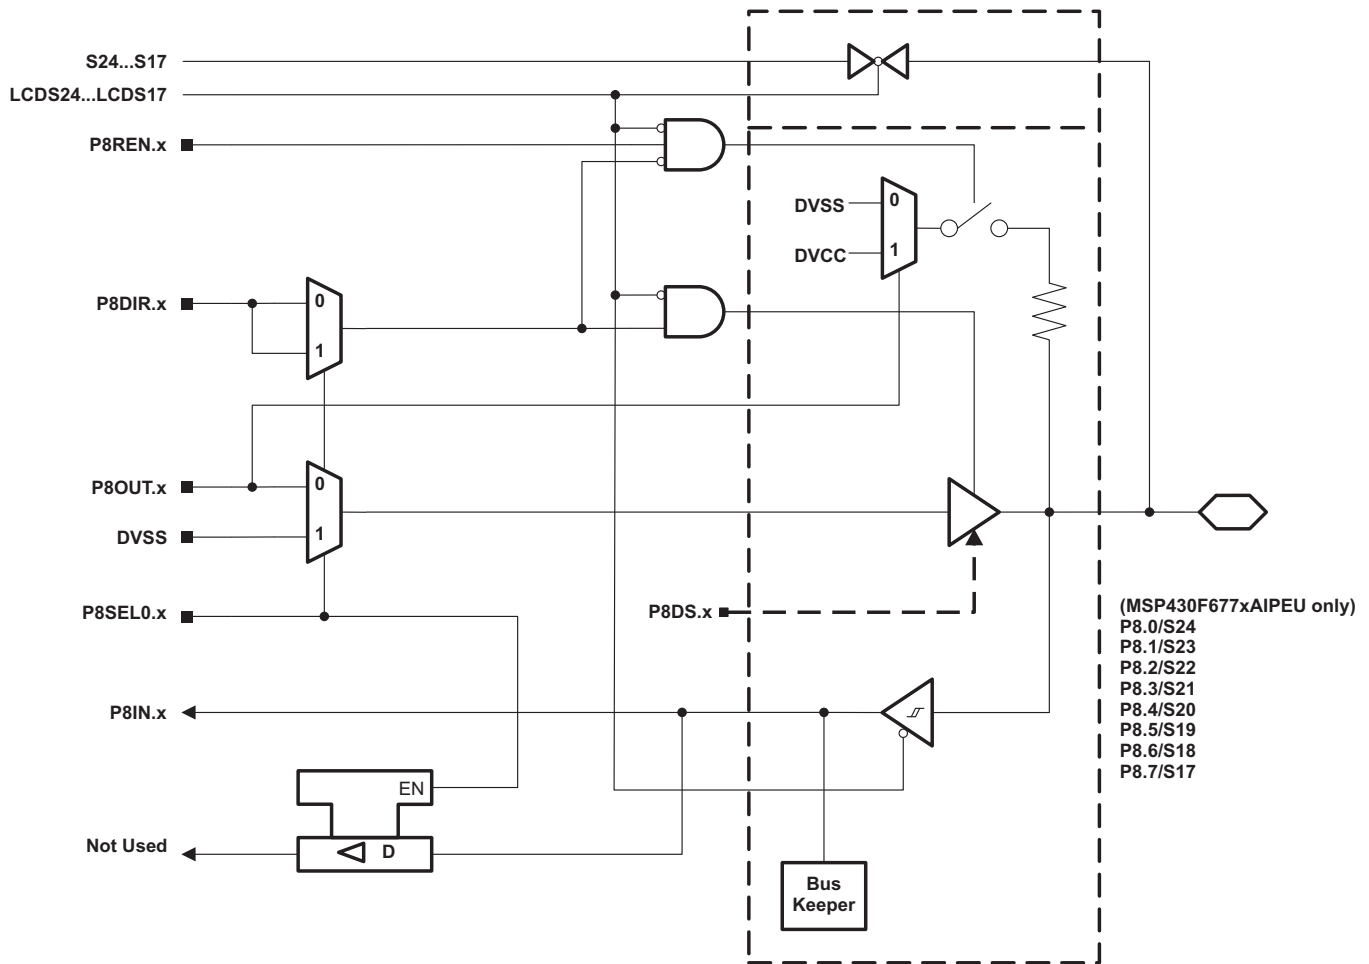 S24...S17
LCDS24...LCDS17
P8REN.x
DVSS
0
DVCC
1
P8DIR.x
0
1
P8OUT.x
0
DVSS
1
P8SEL0.x
P8DS.x
(MSP430F677xAIPEU only)
P8.0/S24
P8.1/S23
P8.2/S22
P8.3/S21
P8.4/S20
P8.5/S19
P8.6/S18
P8.7/S17
P8IN.x
EN
Not Used
D
Bus
Keeper